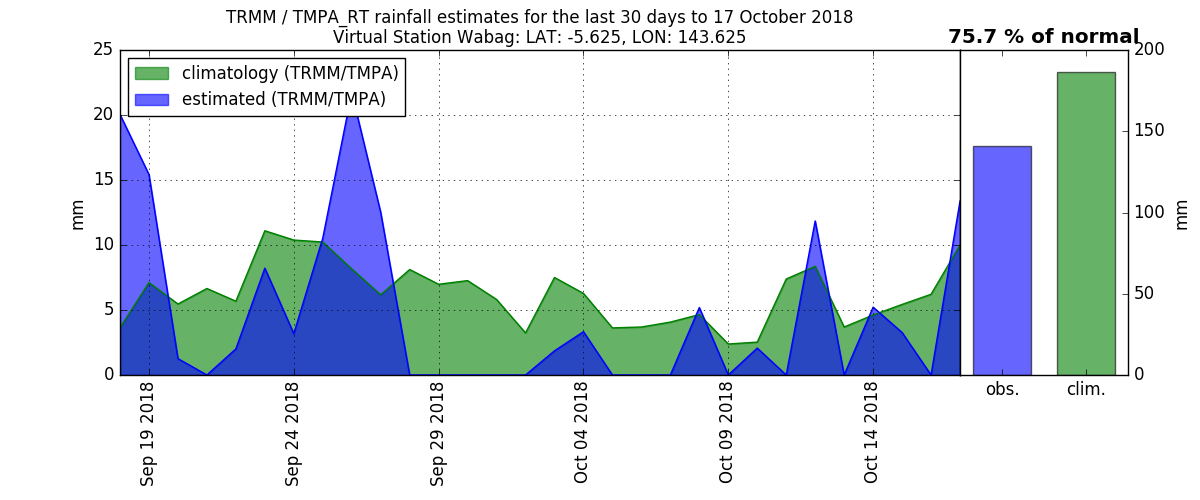 TRMM / TMPA_RT rainfall estimates for the last 30 days to 17 October 2018
Virtual Station Wabag: LAT: -5.625, LON: 143.625
75.7 % of normal
climatology (TRMM/TMPA)
estimated (TRMM/TMPA)
25
20
15
10
5
0
mm
200
150
100
50
0
mm
Sep 19 2018
Sep 24 2018
Sep 29 2018
Oct 04 2018
Oct 09 2018
Oct 14 2018
obs.
clim.